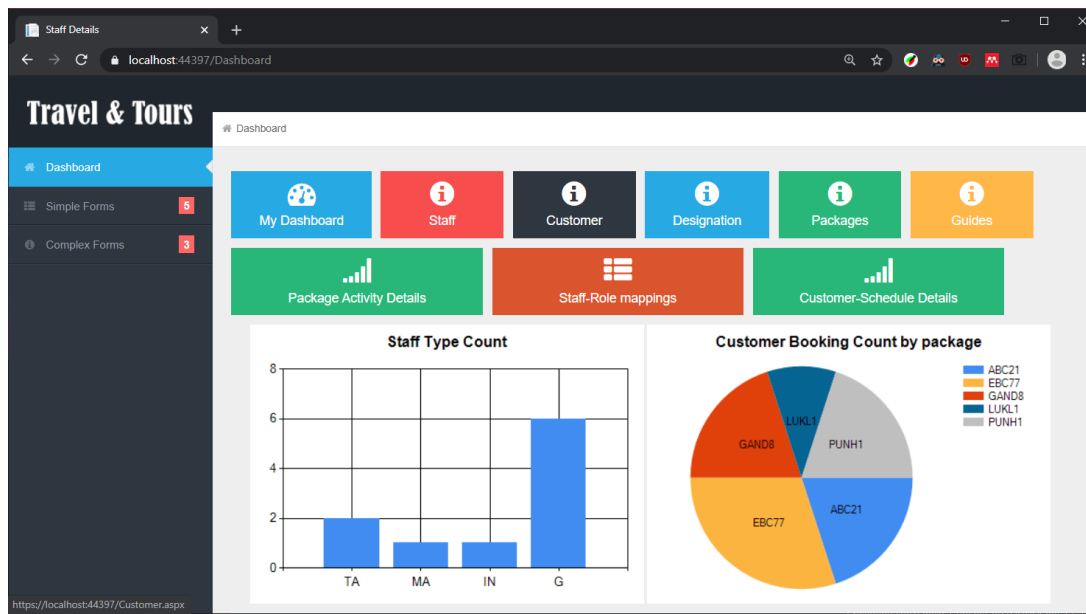 Staff Details
localhost:44397/Dashboard
Travel & Tours
Dashboard
Dashboard
Simple Forms 5
Complex Forms 3
My Dashboard
Staff
Customer
Designation
Packages
Guides
Package Activity Details
Staff-Role mappings
Customer-Schedule Details
Staff Type Count
8
6
4
2
0
TA MA IN G
Customer Booking Count by package
ABC21
EBC77
GAND8
LUKL1
PUNH1
LUKL1
GAND8
PUNH1
ABC21
EBC77
https://localhost:44397/Customer.aspx